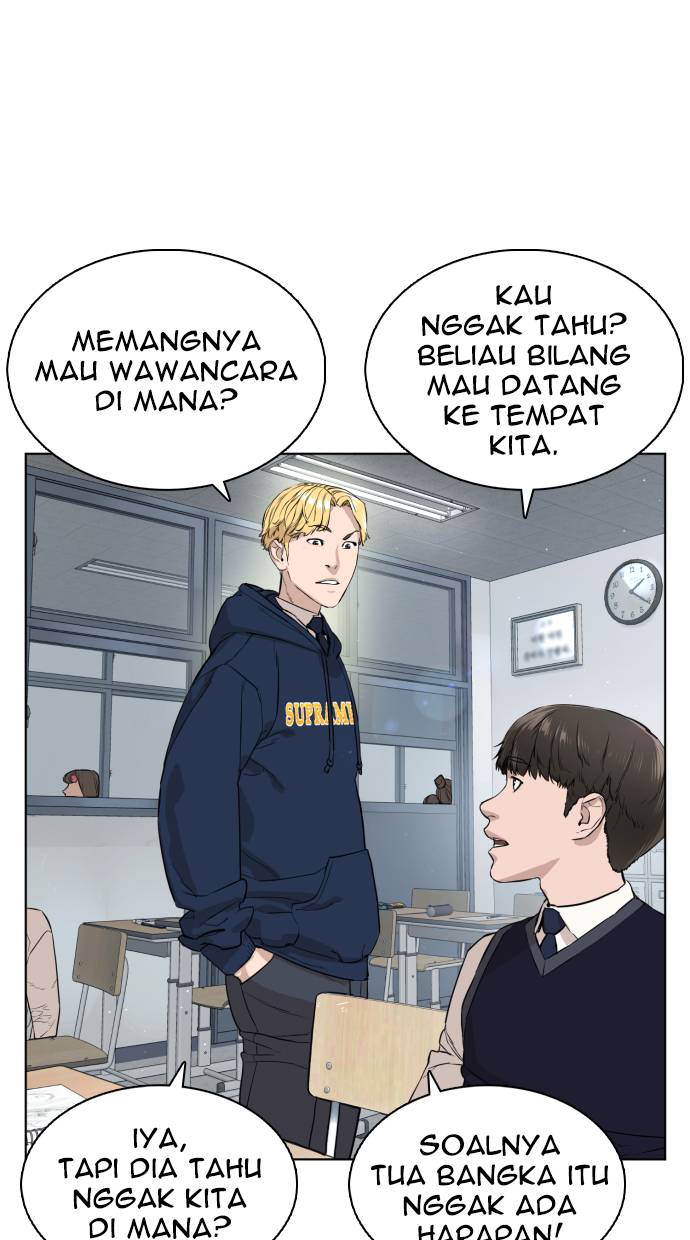 MEMANGNYA
MAU WAWANCARA
DI MANA?
KAU
NGGAK TAHU?
BELIAU BILANG
MAU DATANG
KE TEMPAT
KITA.
SUPRAME
IYA,
TAPI DIA TAHU
NGGAK KITA
DI MANA?
SOALNYA
TUA BANGKA ITU
NGGAK ADA
HARAPAN!